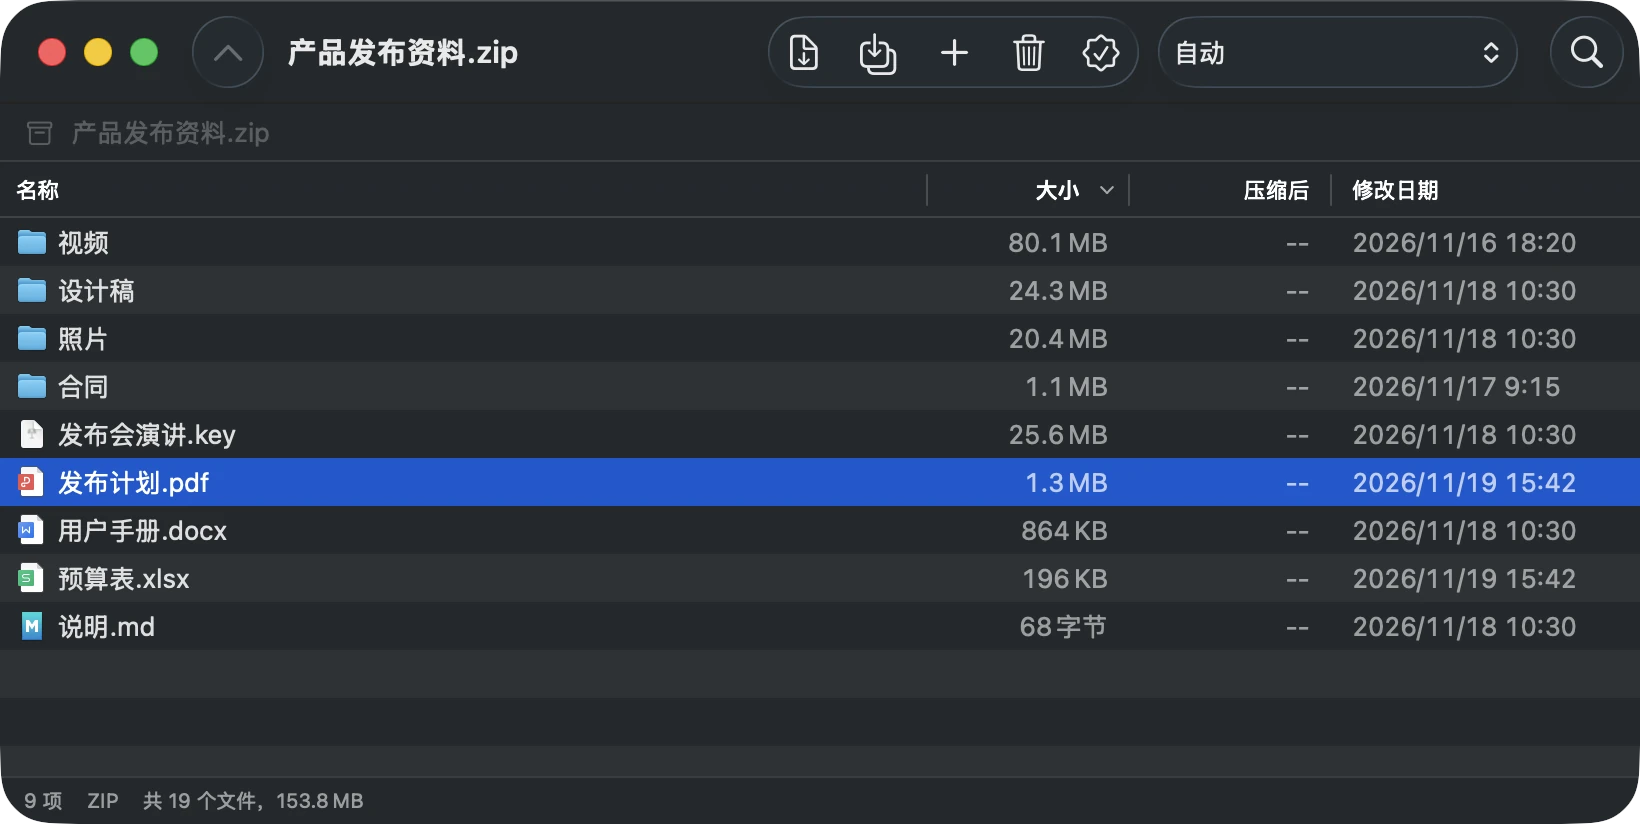 产品发布资料.zip 自动
产品发布资料.zip
名称 大小 压缩后 修改日期
视频 80.1 MB -- 2026/11/16 18:20
设计稿 24.3 MB -- 2026/11/18 10:30
照片 20.4 MB -- 2026/11/18 10:30
合同 1.1 MB -- 2026/11/17 9:15
发布会演讲.key 25.6 MB -- 2026/11/18 10:30
发布计划.pdf 1.3 MB -- 2026/11/19 15:42
用户手册.docx 864 KB -- 2026/11/18 10:30
预算表.xlsx 196 KB -- 2026/11/19 15:42
说明.md 68 字节 -- 2026/11/18 10:30
9 项 ZIP 共 19 个文件，153.8 MB